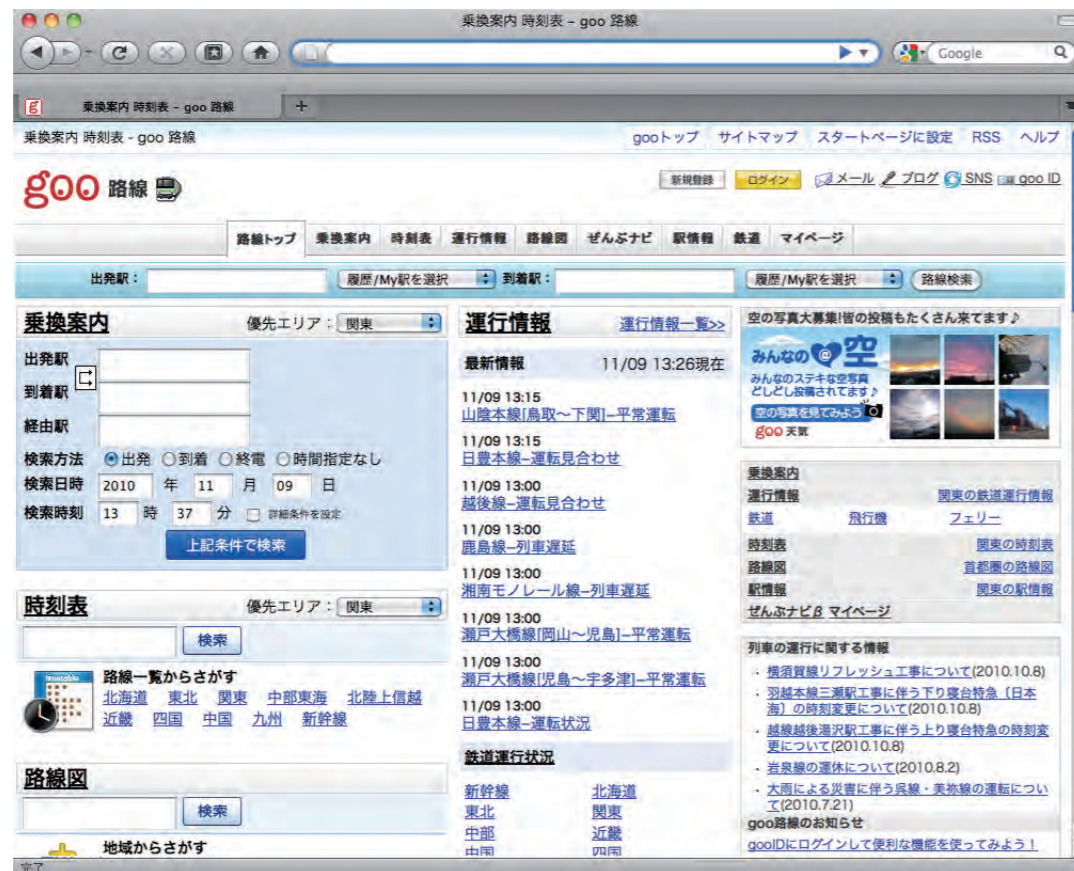 乗換案内 時刻表 – goo 路線
Google
乗換案内 時刻表 – goo 路線
乗換案内 時刻表 - goo 路線
gooトップ サイトマップ スタートページに設定 RSS ヘルプ
goo 路線
新規登録 ログイン メール ブログ SNS goo ID
路線トップ 乗換案内 時刻表 運行情報 路線図 ぜんぶナビ 駅情報 鉄道 マイページ
出発駅： 履歴/My駅を選択 到着駅： 履歴/My駅を選択 路線検索
乗換案内 優先エリア： 関東
出発駅
到着駅
経由駅
検索方法 出発 到着 終電 時間指定なし
検索日時 2010 年 11 月 09 日
検索時刻 13 時 37 分 詳細条件を設定
上記条件で検索
時刻表 優先エリア： 関東
検索
timetable
路線一覧からさがす
北海道 東北 関東 中部東海 北陸上信越
近畿 四国 中国 九州 新幹線
路線図
検索
地域からさがす
運行情報 運行情報一覧>>
最新情報 11/09 13:26現在
11/09 13:15
山陰本線[鳥取～下関]–平常運転
11/09 13:15
日豊本線–運転見合わせ
11/09 13:00
越後線–運転見合わせ
11/09 13:00
鹿島線–列車遅延
11/09 13:00
湘南モノレール線–列車遅延
11/09 13:00
瀬戸大橋線[岡山～児島]–平常運転
11/09 13:00
瀬戸大橋線[児島～宇多津]–平常運転
11/09 13:00
日豊本線–運転状況
鉄道運行状況
新幹線 北海道
東北 関東
中部 近畿
中国 四国
空の写真大募集!皆の投稿もたくさん来てます♪
みんなの@空
みんなのステキな空写真
どしどし投稿されてます♪
空の写真を見てみよう
goo 天気
乗換案内
運行情報 関東の鉄道運行情報
鉄道 飛行機 フェリー
時刻表 関東の時刻表
路線図 首都圏の路線図
駅情報 関東の駅情報
ぜんぶナビβ マイページ
列車の運行に関する情報
・ 横須賀線リフレッシュ工事について(2010.10.8)
・ 羽越本線三瀬駅工事に伴う下り寝台特急〔日本
海〕の時刻変更について(2010.10.8)
・ 越線越後湯沢駅工事に伴う上り寝台特急の時刻変
更について(2010.10.8)
・ 岩泉線の運休について(2010.8.2)
・ 大雨による災害に伴う呉線・美祢線の運転につい
て(2010.7.21)
goo路線のお知らせ
gooIDにログインして便利な機能を使ってみよう！
完了